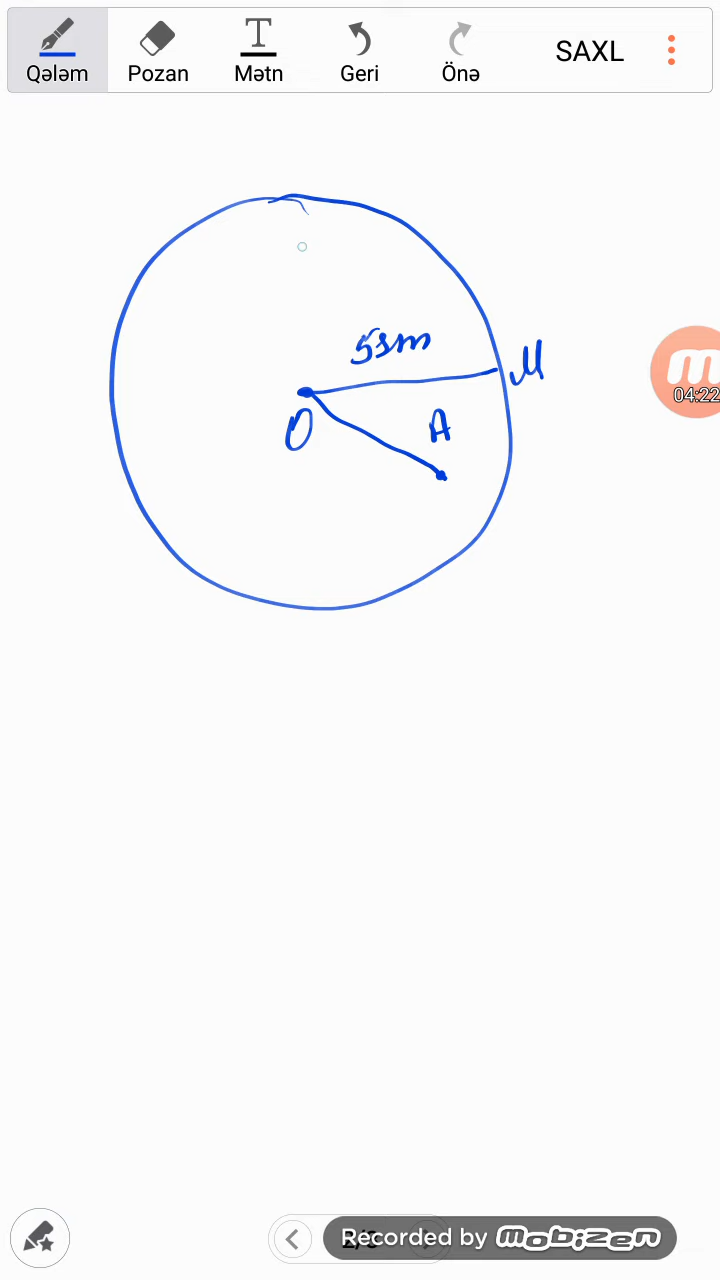 Qələm Pozan Mətn Geri Önə SAXL
5sm
M
O
A
04:22
Recorded by mobizen